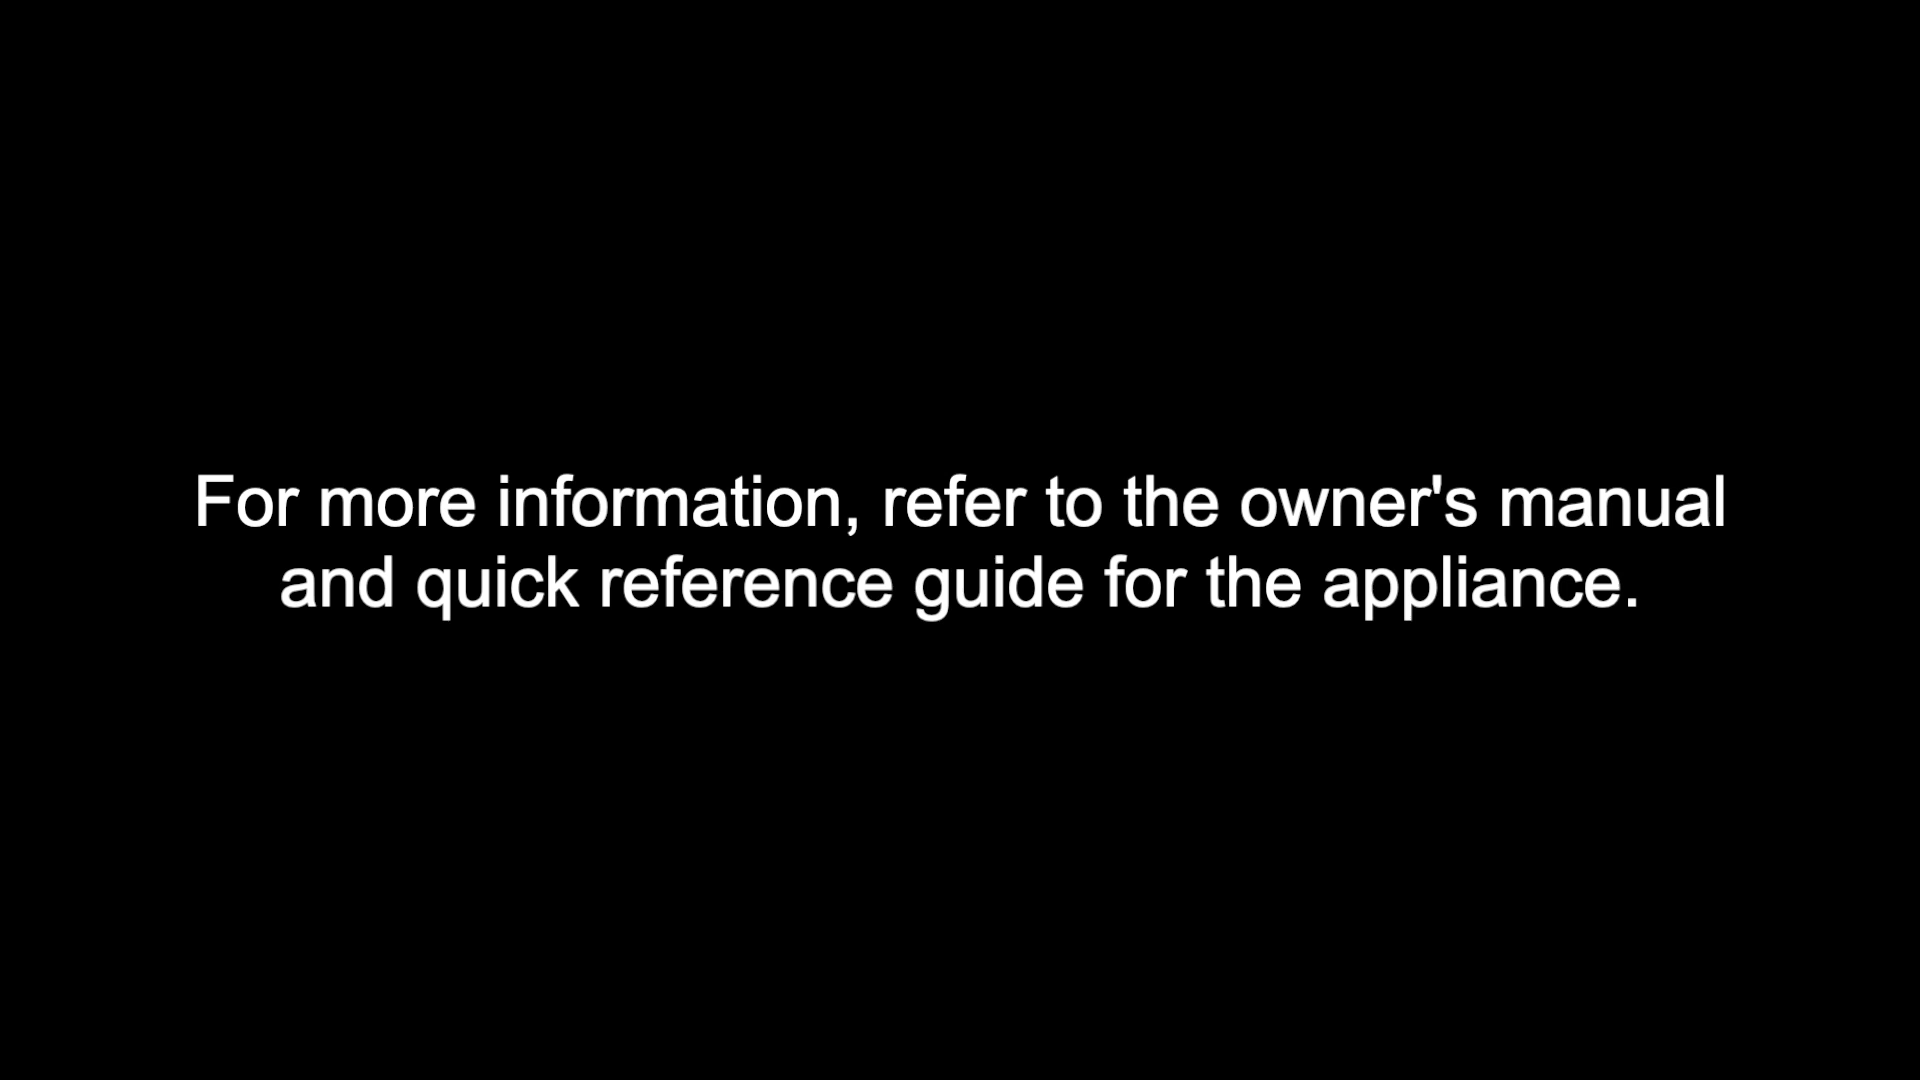 For more information, refer to the owner's manual
and quick reference guide for the appliance.